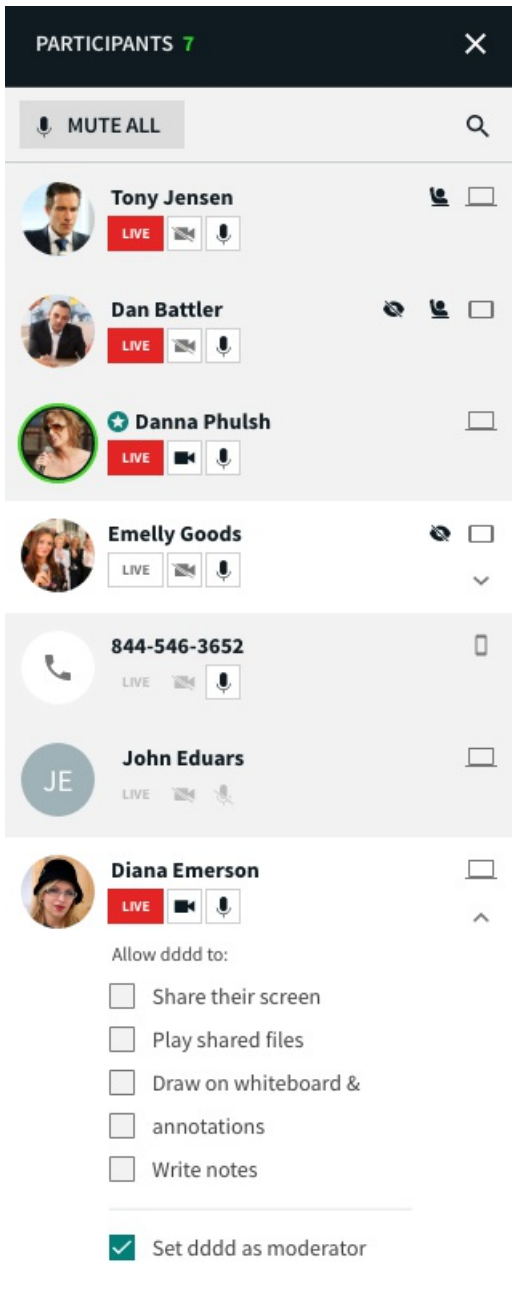 PARTICIPANTS 7
MUTE ALL
Tony Jensen
LIVE
Dan Battler
LIVE
Danna Phulsh
LIVE
Emelly Goods
LIVE
844-546-3652
LIVE
JE
John Eduars
LIVE
Diana Emerson
LIVE
Allow dddd to:
Share their screen
Play shared files
Draw on whiteboard &
annotations
Write notes
Set dddd as moderator